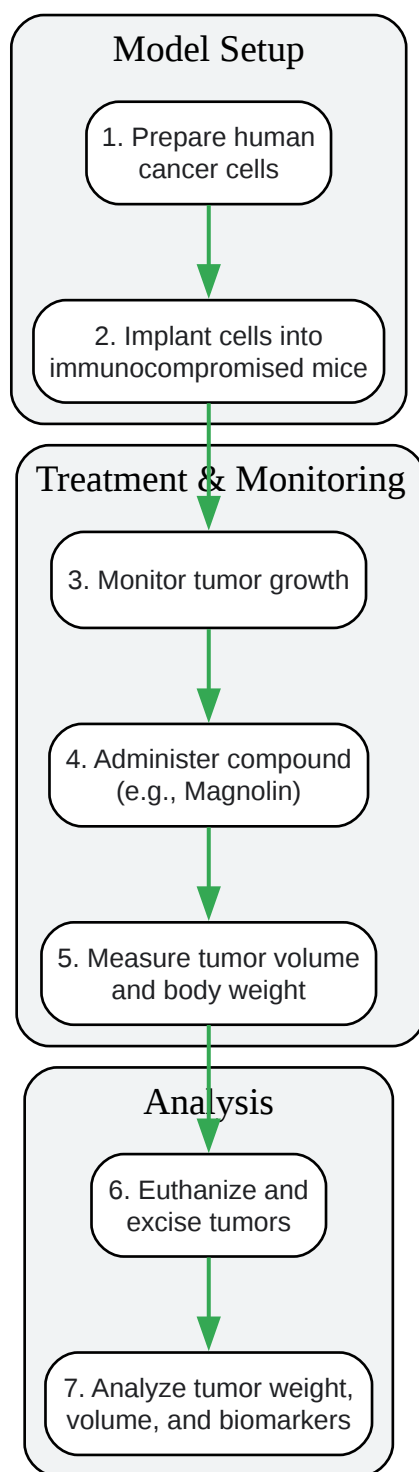 Model Setup
1. Prepare human
cancer cells
2. Implant cells into
immunocompromised mice
Treatment & Monitoring
3. Monitor tumor growth
4. Administer compound
(e.g., Magnolin)
5. Measure tumor volume
and body weight
Analysis
6. Euthanize and
excise tumors
7. Analyze tumor weight,
volume, and biomarkers